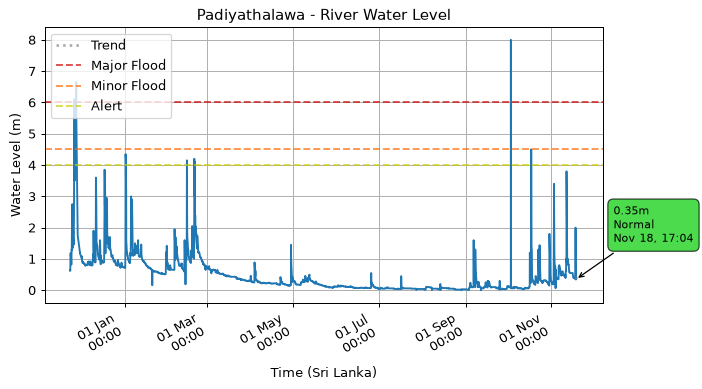 Padiyathalawa - River Water Level
Water Level (m)
8
7
6
5
4
3
2
1
0
Trend
Major Flood
Minor Flood
Alert
0.35m
Normal
Nov 18, 17:04
01 Jan
00:00
01 Mar
00:00
01 May
00:00
01 Jul
00:00
01 Sep
00:00
01 Nov
00:00
Time (Sri Lanka)